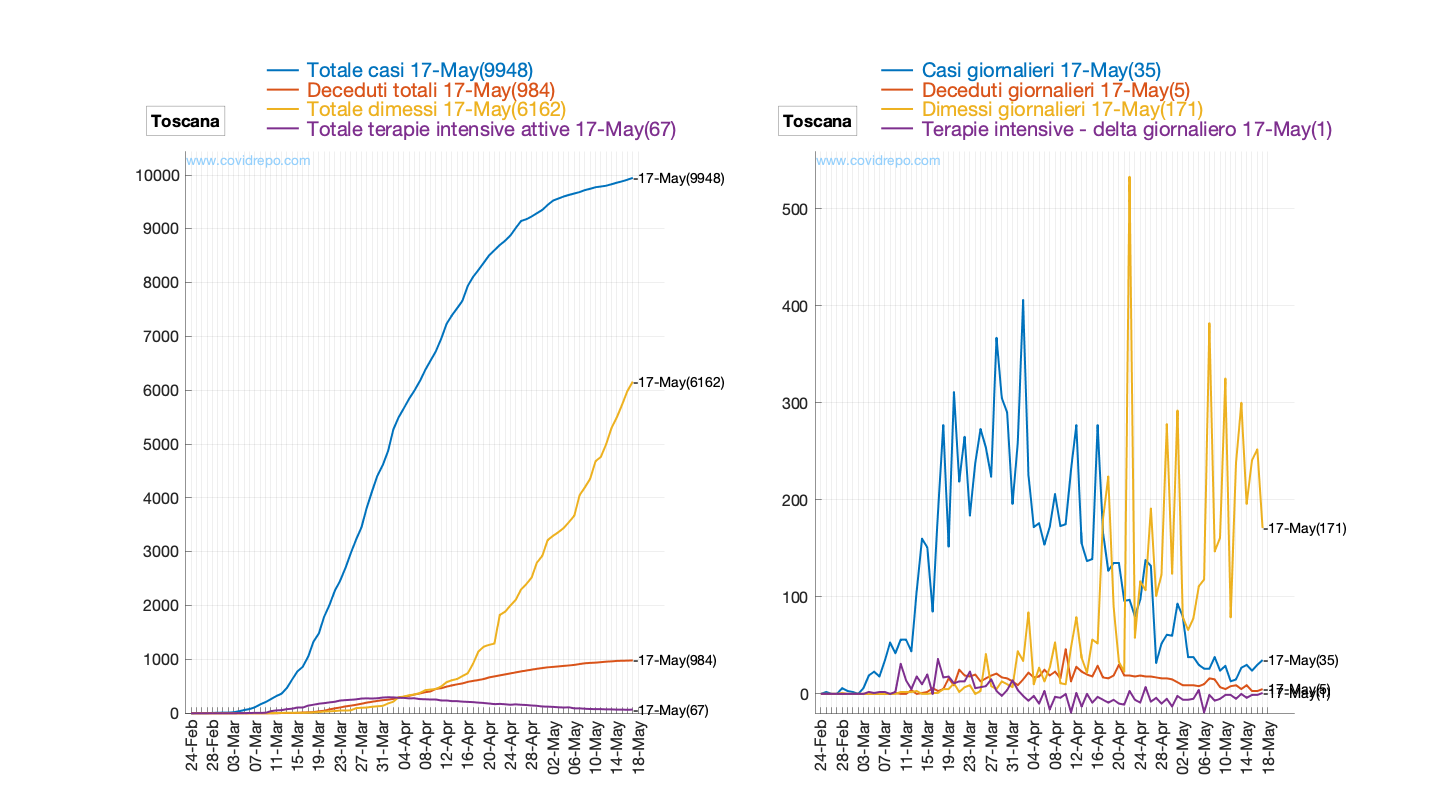 Totale casi 17-May(9948)
Deceduti totali 17-May(984)
Totale dimessi 17-May(6162)
Totale terapie intensive attive 17-May(67)
Toscana
www.covidrepo.com
10000
9000
8000
7000
6000
5000
4000
3000
2000
1000
0
-17-May(9948)
-17-May(6162)
-17-May(984)
-17-May(67)
24-Feb
28-Feb
03-Mar
07-Mar
11-Mar
15-Mar
19-Mar
23-Mar
27-Mar
31-Mar
04-Apr
08-Apr
12-Apr
16-Apr
20-Apr
24-Apr
28-Apr
02-May
06-May
10-May
14-May
18-May
Casi giornalieri 17-May(35)
Deceduti giornalieri 17-May(5)
Dimessi giornalieri 17-May(171)
Terapie intensive - delta giornaliero 17-May(1)
Toscana
www.covidrepo.com
500
400
300
200
100
0
-17-May(171)
-17-May(35)
-17-May(5)
-17-May(1)
24-Feb
28-Feb
03-Mar
07-Mar
11-Mar
15-Mar
19-Mar
23-Mar
27-Mar
31-Mar
04-Apr
08-Apr
12-Apr
16-Apr
20-Apr
24-Apr
28-Apr
02-May
06-May
10-May
14-May
18-May